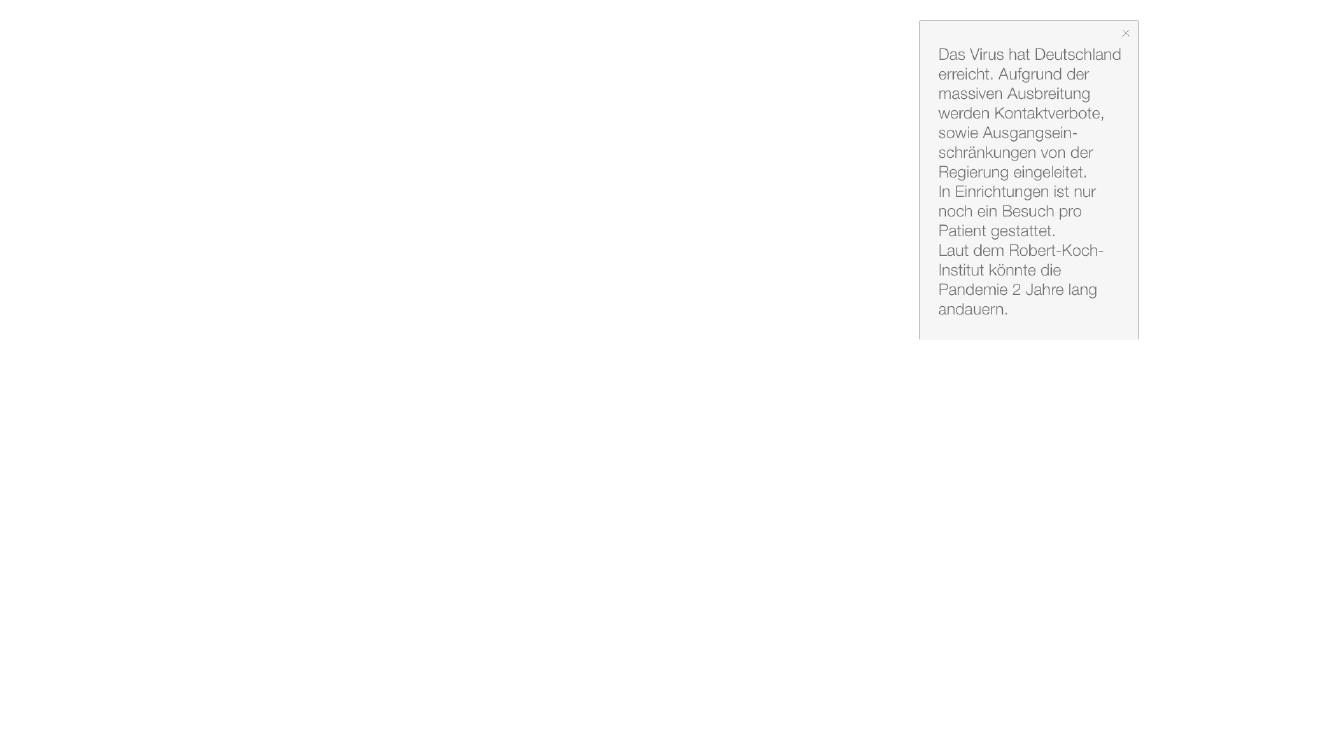 Das Virus hat Deutschland
erreicht. Aufgrund der
massiven Ausbreitung
werden Kontaktverbote,
sowie Ausgangsein-
schränkungen von der
Regierung eingeleitet.
In Einrichtungen ist nur
noch ein Besuch pro
Patient gestattet.
Laut dem Robert-Koch-
Institut könnte die
Pandemie 2 Jahre lang
andauern.